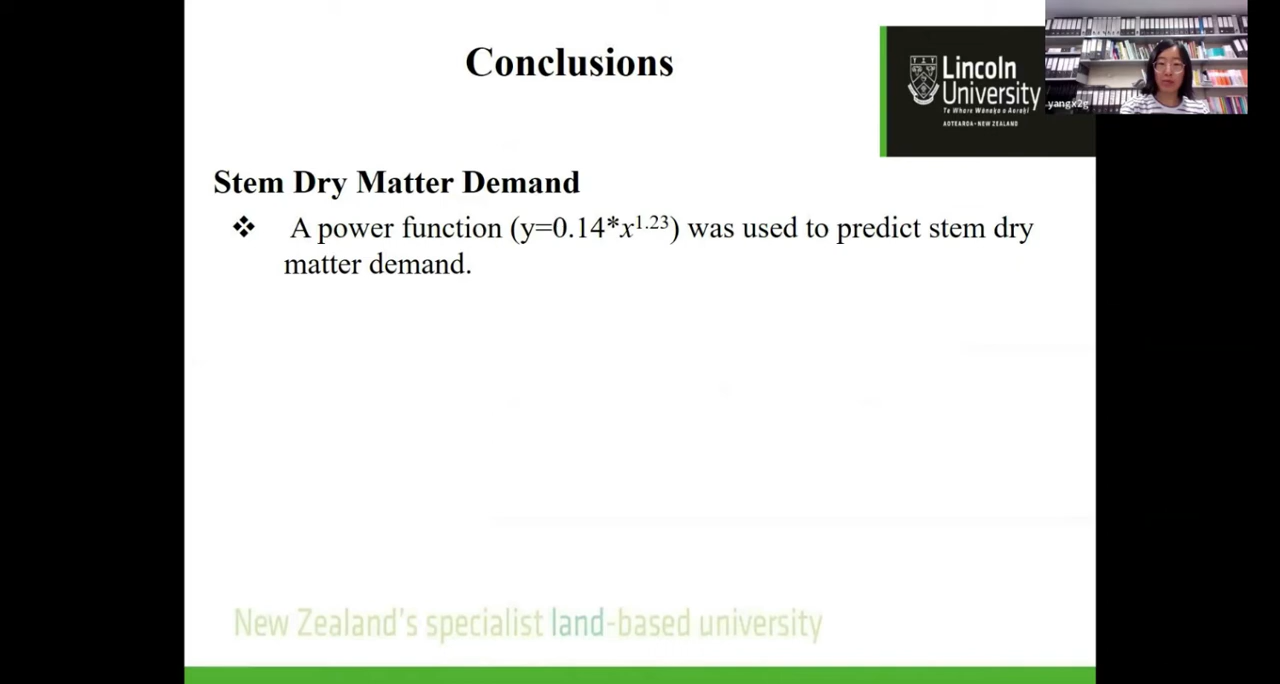 Conclusions
Lincoln
University
Te Whare Wānaka o Aoraki
AOTEAROA • NEW ZEALAND
yangx2g
Stem Dry Matter Demand
❖ A power function (y=0.14*x^1.23) was used to predict stem dry
matter demand.
New Zealand's specialist land-based university